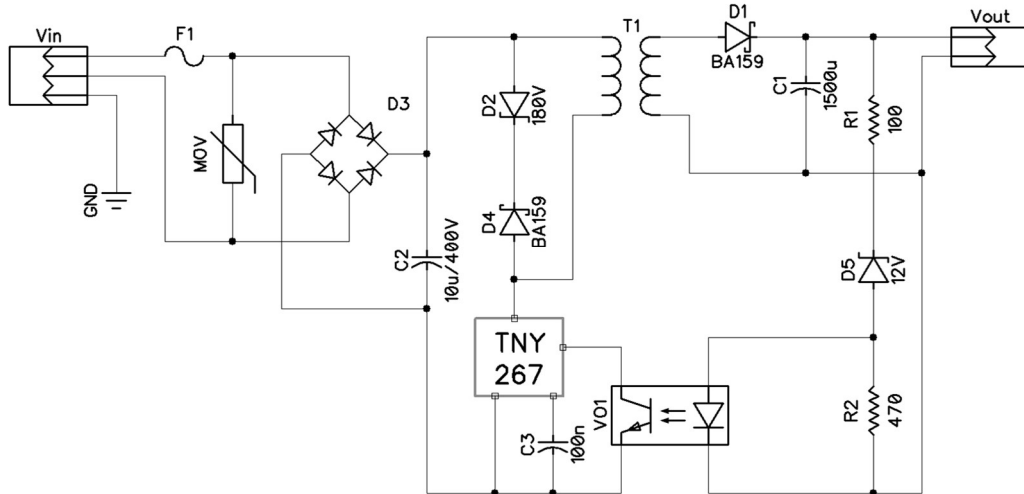 Vin
F1
MOV
GND
D3
C2
10u/400V
D2
180V
D4
BA159
T1
D1
BA159
C1
1500u
R1
100
Vout
D5
12V
TNY
267
C3
100n
VO1
R2
470